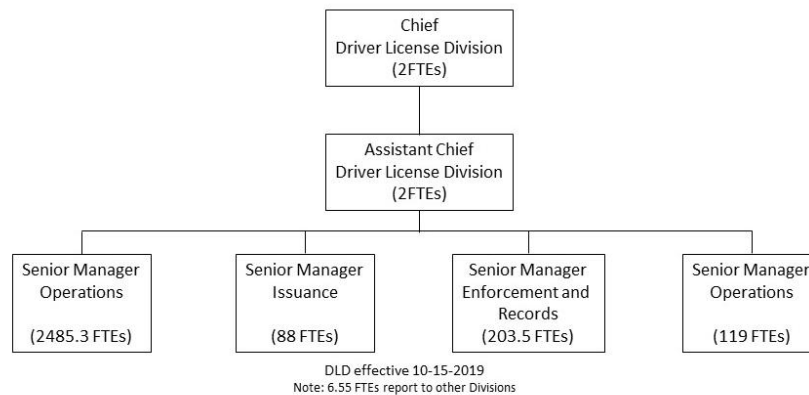 Chief
Driver License Division
(2FTEs)
Assistant Chief
Driver License Division
(2FTEs)
Senior Manager
Operations
(2485.3 FTEs)
Senior Manager
Issuance
(88 FTEs)
Senior Manager
Enforcement and
Records
(203.5 FTEs)
Senior Manager
Operations
(119 FTEs)
DLD effective 10-15-2019
Note: 6.55 FTEs report to other Divisions